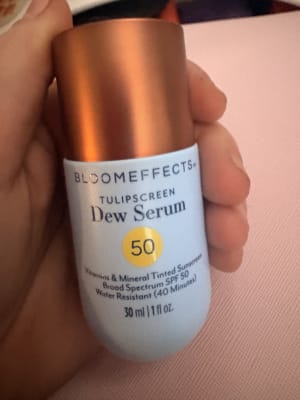 BLOOMEFFECTS
TULIPSCREEN
Dew Serum
50
Vitamins & Mineral Tinted Sunscreen
Broad Spectrum SPF 50
Water Resistant (40 Minutes)
30 ml | 1 fl oz.